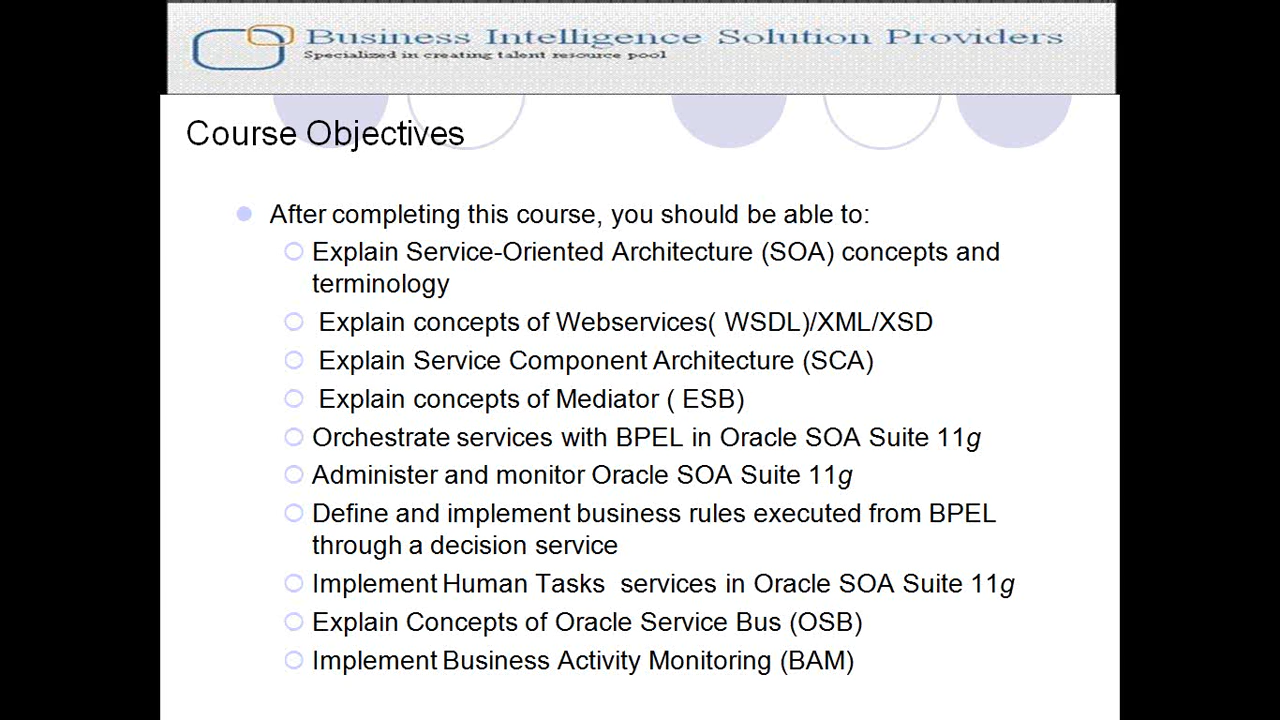 Business Intelligence Solution Providers
Specialized in creating talent resource pool
Course Objectives
After completing this course, you should be able to:
Explain Service-Oriented Architecture (SOA) concepts and
terminology
Explain concepts of Webservices( WSDL)/XML/XSD
Explain Service Component Architecture (SCA)
Explain concepts of Mediator ( ESB)
Orchestrate services with BPEL in Oracle SOA Suite 11g
Administer and monitor Oracle SOA Suite 11g
Define and implement business rules executed from BPEL
through a decision service
Implement Human Tasks  services in Oracle SOA Suite 11g
Explain Concepts of Oracle Service Bus (OSB)
Implement Business Activity Monitoring (BAM)